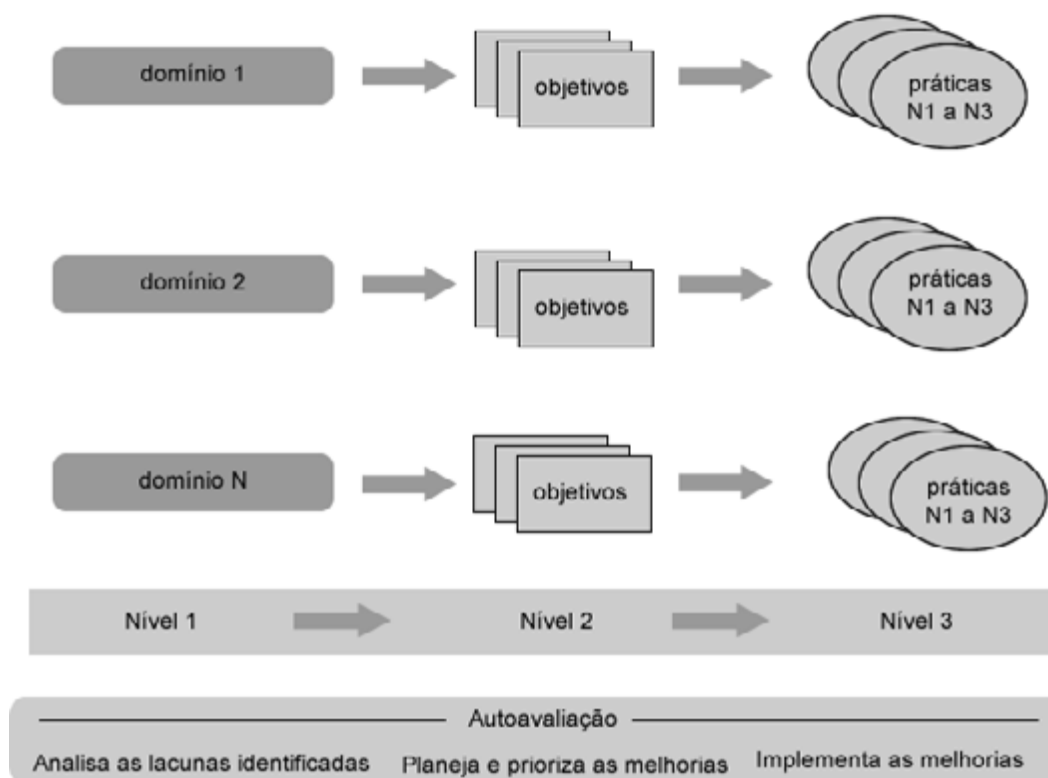 domínio 1
objetivos
práticas
N1 a N3
domínio 2
objetivos
práticas
N1 a N3
domínio N
objetivos
práticas
N1 a N3
Nível 1
Nível 2
Nível 3
Autoavaliação
Analisa as lacunas identificadas
Planeja e prioriza as melhorias
Implementa as melhorias